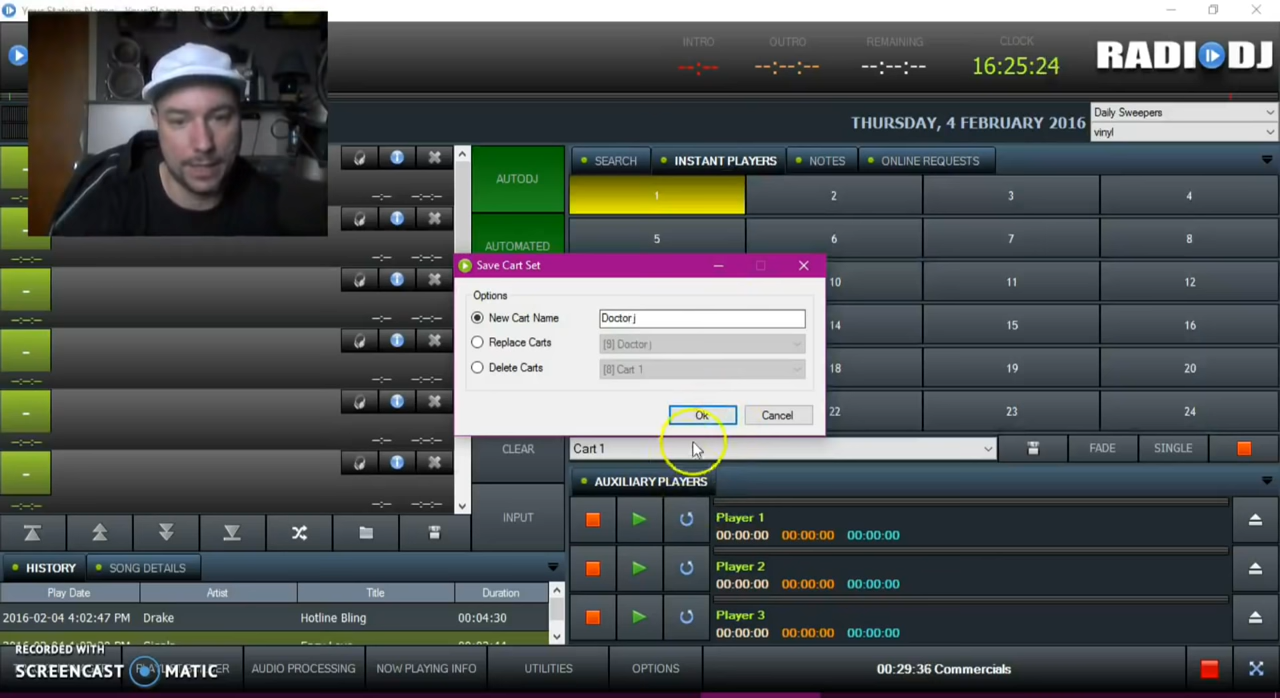 INTRO
OUTRO
REMAINING
CLOCK
--:--
--:--:--
--:--:--
16:25:24
RADIODJ
THURSDAY, 4 FEBRUARY 2016
Daily Sweepers
vinyl
SEARCH
INSTANT PLAYERS
NOTES
ONLINE REQUESTS
AUTODJ
AUTOMATED
1
2
3
4
5
6
7
8
Save Cart Set
Options
New Cart Name
Doctor j
Replace Carts
[9] Doctor j
Delete Carts
[8] Cart 1
Ok
Cancel
10
11
12
14
15
16
18
19
20
22
23
24
CLEAR
Cart 1
FADE
SINGLE
INPUT
AUXILIARY PLAYERS
Player 1
00:00:00 00:00:00 00:00:00
Player 2
00:00:00 00:00:00 00:00:00
Player 3
00:00:00 00:00:00 00:00:00
HISTORY
SONG DETAILS
Play Date Artist Title Duration
2016-02-04 4:02:47 PM Drake Hotline Bling 00:04:30
RECORDED WITH
SCREENCAST MATIC
AUDIO PROCESSING
NOW PLAYING INFO
UTILITIES
OPTIONS
00:29:36 Commercials